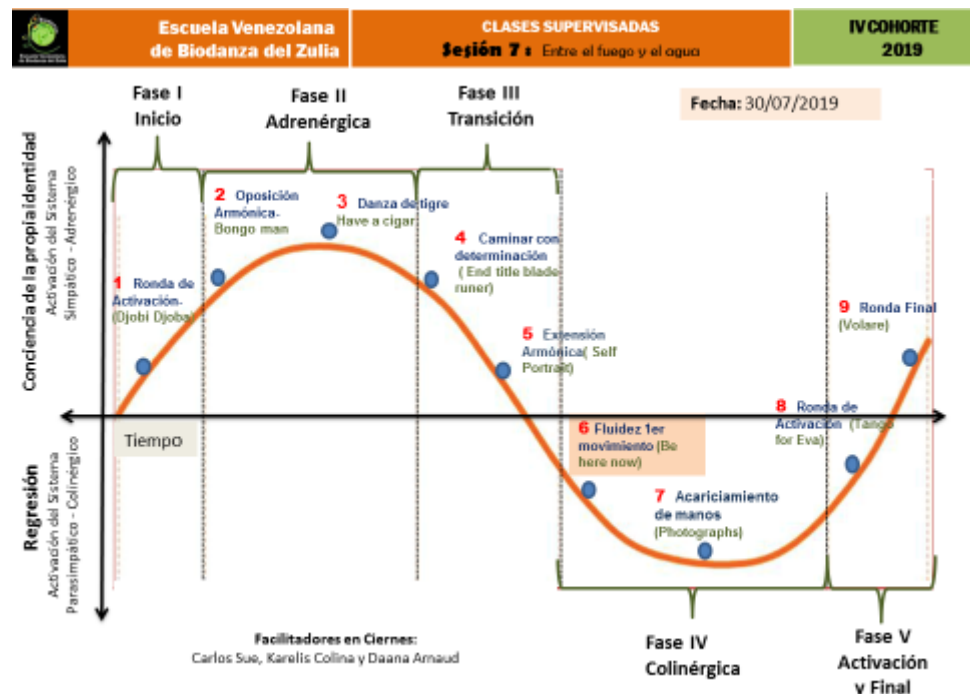 Escuela Venezolana
de Biodanza del Zulia
CLASES SUPERVISADAS
Sesión 7 : Entre el fuego y el agua
IV COHORTE
2019
Escuela Venezolana
de Biodanza del Zulia
Fecha: 30/07/2019
Fase I
Inicio
Fase II
Adrenérgica
Fase III
Transición
Conciencia de la propia identidad
Activación del Sistema
Simpático - Adrenérgico
1 Ronda de
Activación-
(Djobi Djoba)
2 Oposición
Armónica-
Bongo man
3 Danza de tigre
Have a cigar
4 Caminar con
determinación
( End title blade
runer)
5 Extensión
Armónica( Self
Portrait)
Tiempo
6 Fluidez 1er
movimiento (Be
here now)
7 Acariciamiento
de manos
(Photographs)
8 Ronda de
Activación (Tango
for Eva)
9 Ronda Final
(Volare)
Regresión
Activación del Sistema
Parasimpático - Colinérgico
Facilitadores en Ciernes:
Carlos Sue, Karelis Colina y Daana Arnaud
Fase IV
Colinérgica
Fase V
Activación
y Final